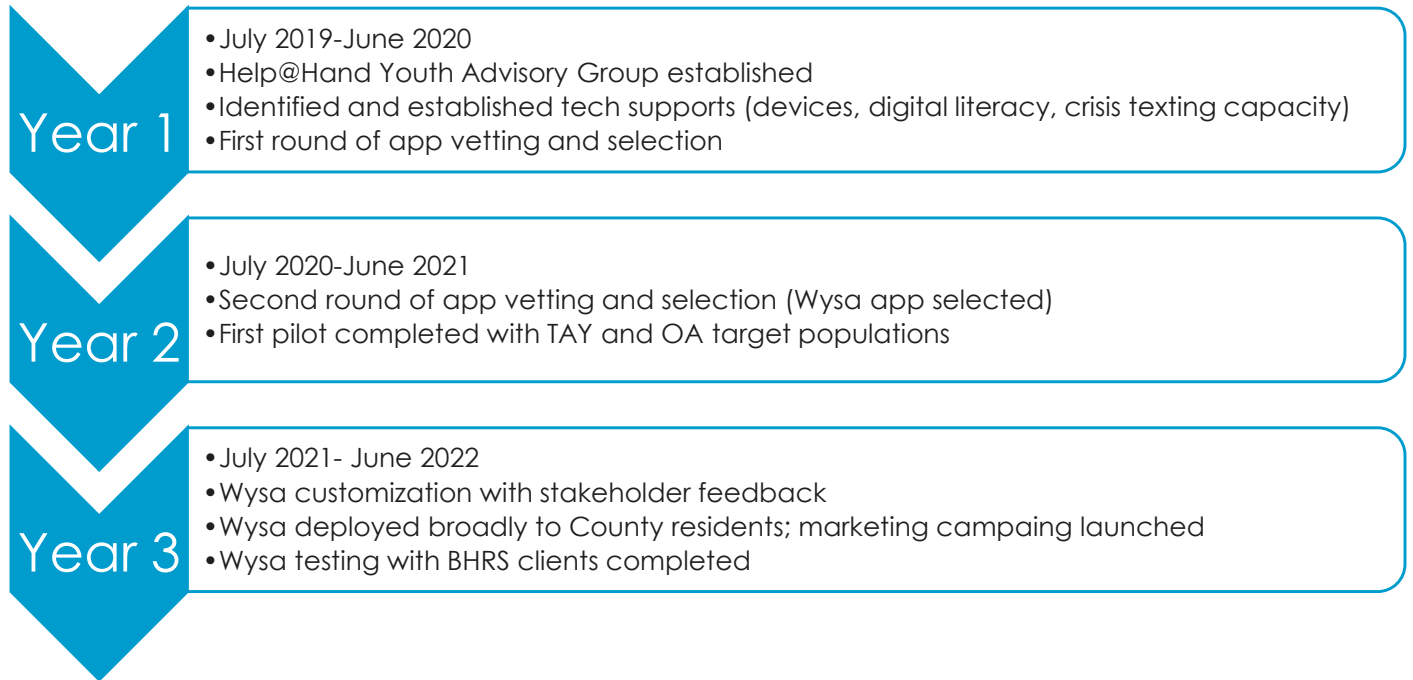 Year 1
•July 2019-June 2020
•Help@Hand Youth Advisory Group established
•Identified and established tech supports (devices, digital literacy, crisis texting capacity)
•First round of app vetting and selection
Year 2
•July 2020-June 2021
•Second round of app vetting and selection (Wysa app selected)
•First pilot completed with TAY and OA target populations
Year 3
•July 2021- June 2022
•Wysa customization with stakeholder feedback
•Wysa deployed broadly to County residents; marketing campaing launched
•Wysa testing with BHRS clients completed